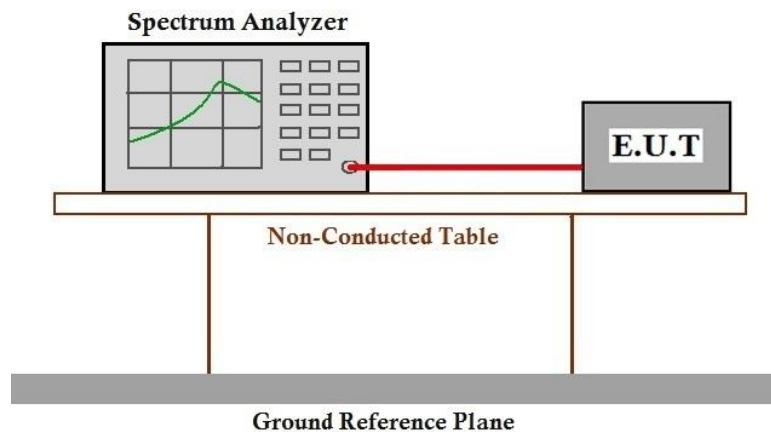 Spectrum Analyzer
E.U.T
Non-Conducted Table
Ground Reference Plane